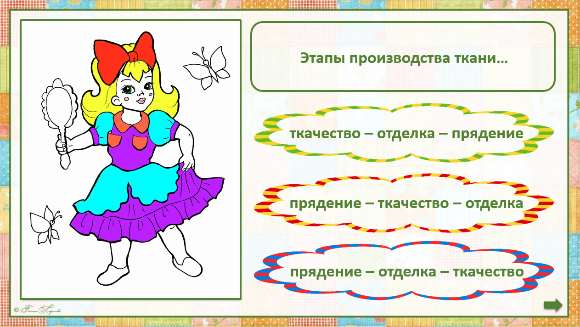 Этапы производства ткани...
ткачество – отделка – прядение
прядение – ткачество – отделка
прядение – отделка – ткачество